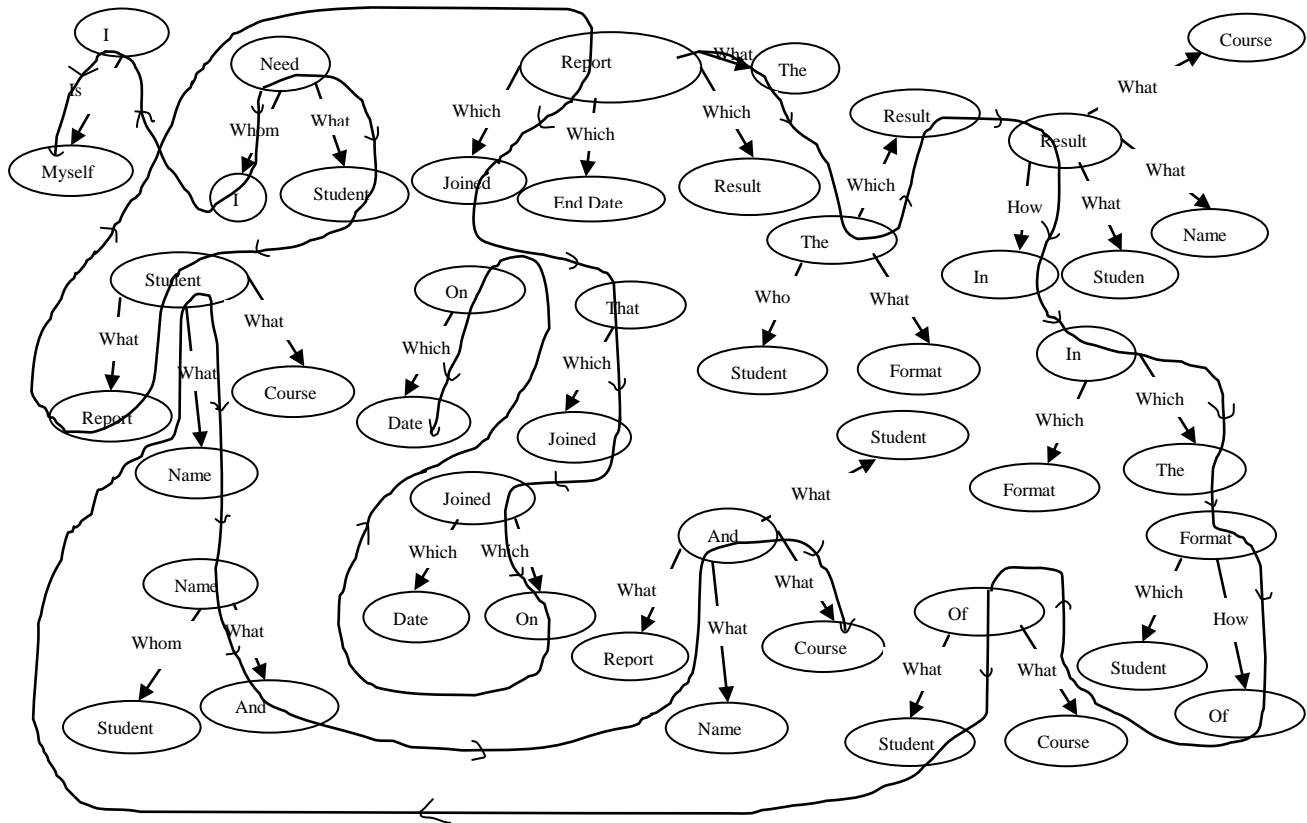 I
Is
Myself
Need
Whom
What
I
Student
Report
What
The
Which
Which
Which
Joined
End Date
Result
Result
Which
The
Who
What
Student
Format
Course
What
Result
What
How
What
Name
In
Studen
Student
What
What
What
Report
Course
Name
On
Which
Date
That
Which
Joined
In
Which
Which
The
Format
Joined
Which
Which
Date
On
Student
What
And
What
What
What
Report
Course
Name
Name
Whom
What
Student
And
Of
What
What
Student
Course
Format
Which
How
Student
Of